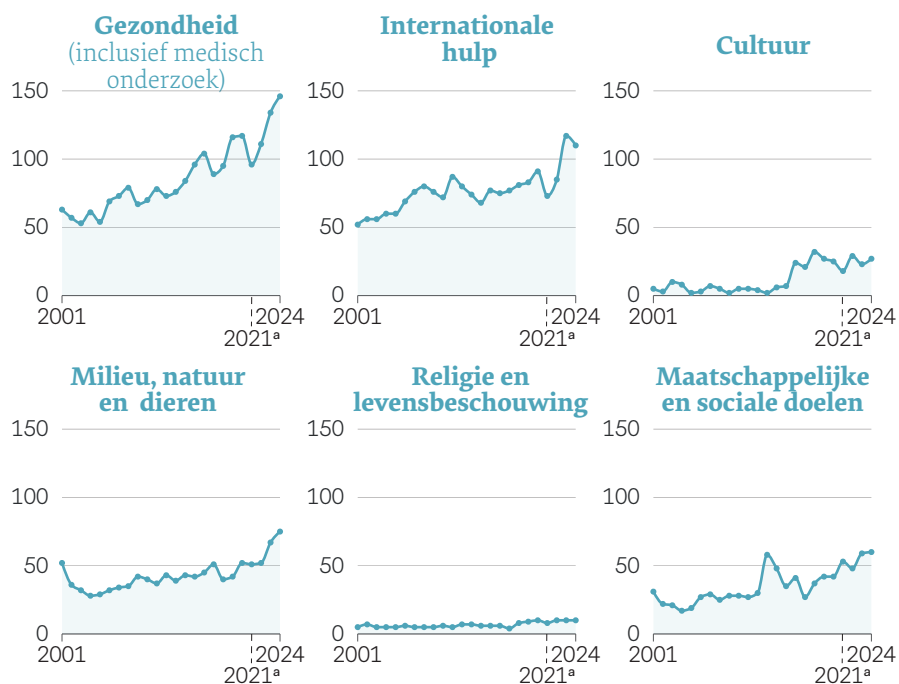 Gezondheid
(inclusief medisch
onderzoek)
150
100
50
0
2001
2024
2021ª
Internationale
hulp
150
100
50
0
2001
2024
2021ª
Cultuur
150
100
50
0
2001
2024
2021ª
Milieu, natuur
en dieren
150
100
50
0
2001
2024
2021ª
Religie en
levensbeschouwing
150
100
50
0
2001
2024
2021ª
Maatschappelijke
en sociale doelen
150
100
50
0
2001
2024
2021ª